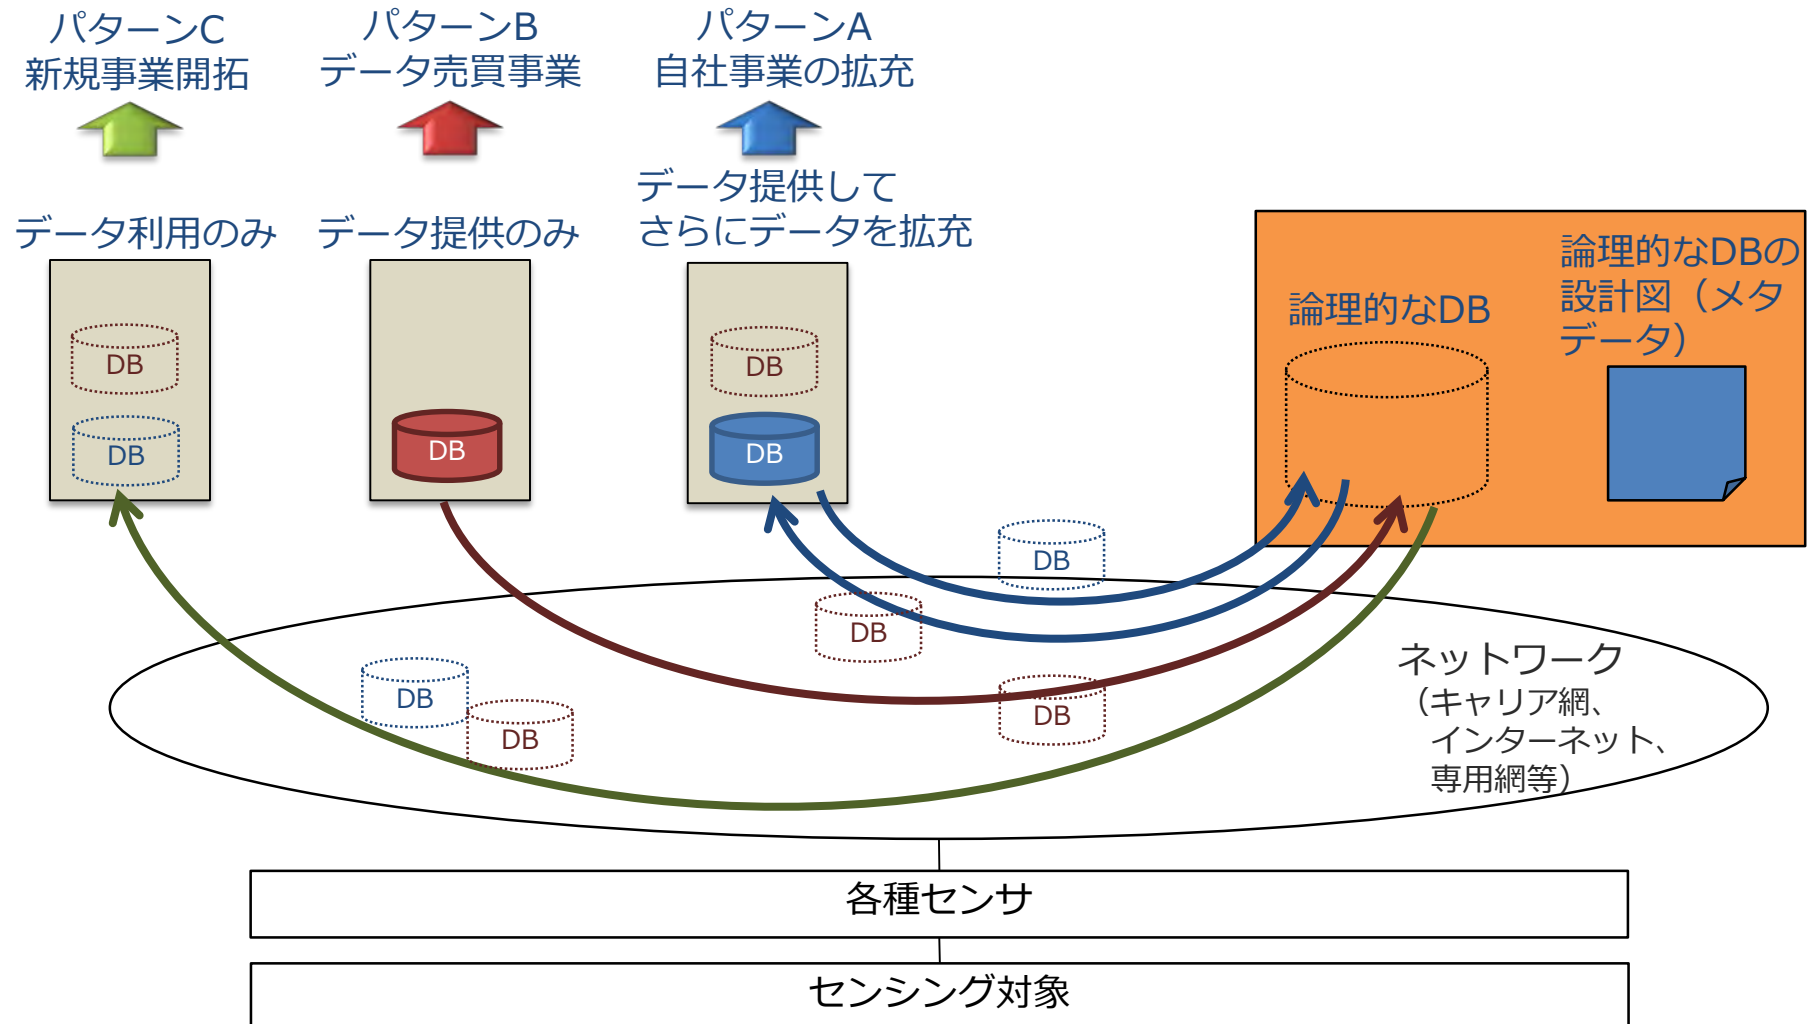 パターンC
新規事業開拓
パターンB
データ売買事業
パターンA
自社事業の拡充
データ利用のみ
データ提供のみ
データ提供して
さらにデータを拡充
DB
DB
DB
DB
DB
論理的なDB
論理的なDBの
設計図（メタ
データ）
DB
DB
DB
DB
DB
ネットワーク
（キャリア網、
インターネット、
専用網等）
各種センサ
センシング対象